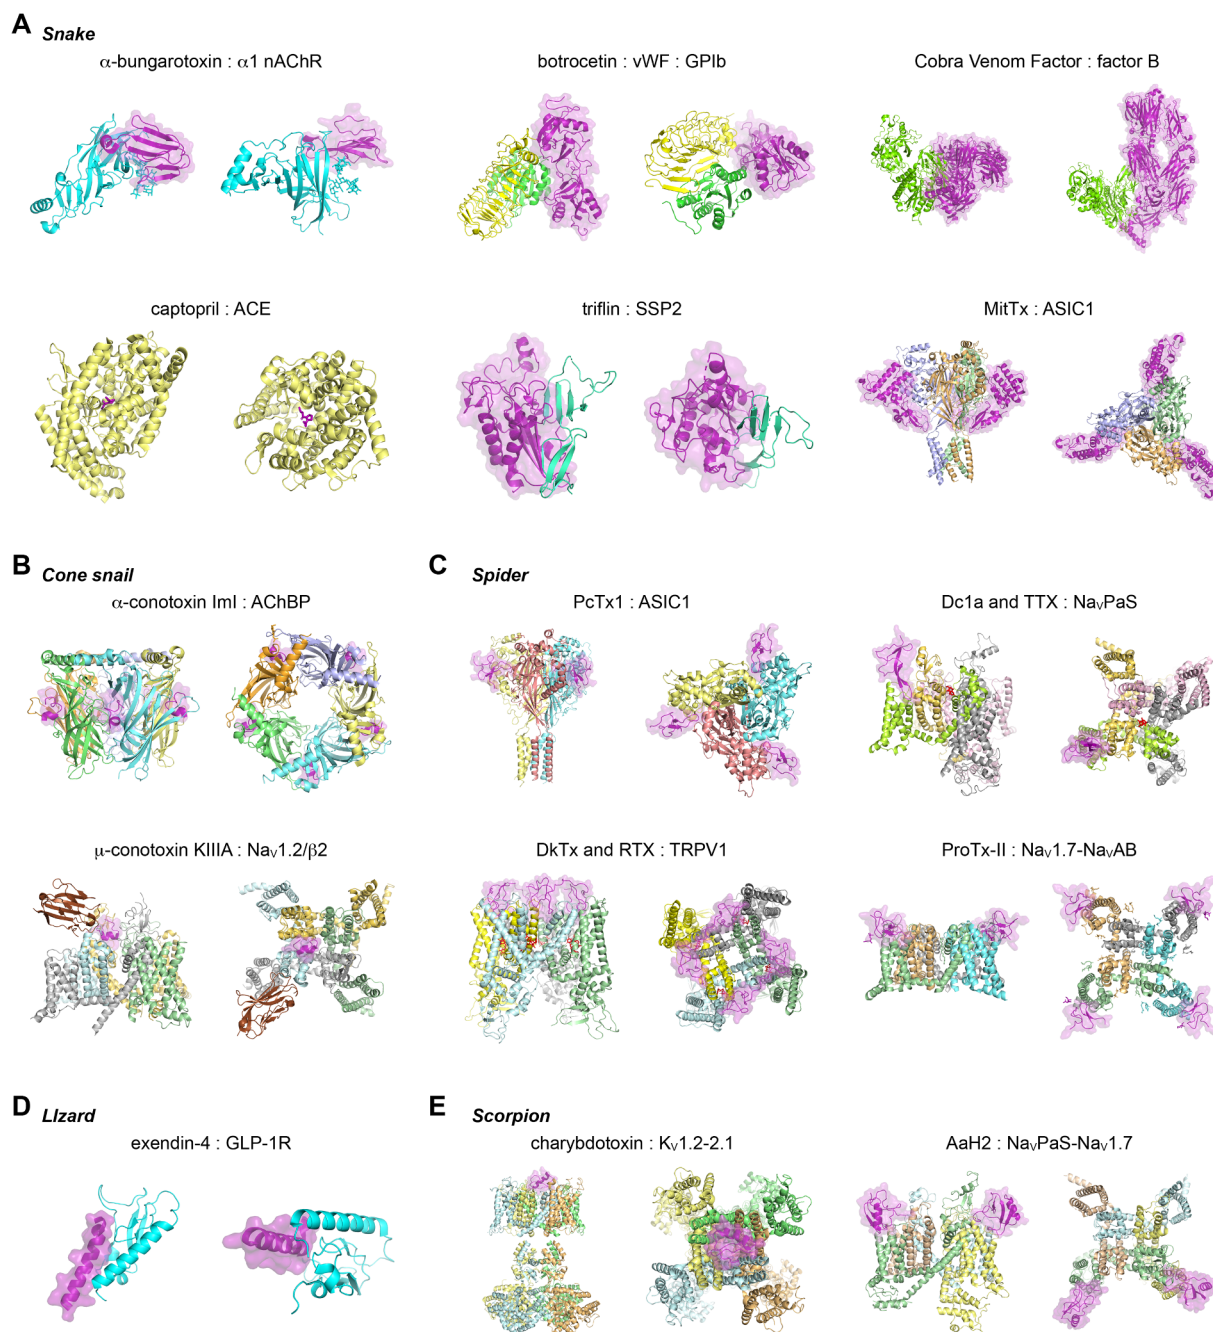 A Snake
α-bungarotoxin : α1 nAChR
botrocetin : vWF : GPIb
Cobra Venom Factor : factor B
captopril : ACE
triflin : SSP2
MitTx : ASIC1
B Cone snail
α-conotoxin ImI : AChBP
μ-conotoxin KIIIA : NaV1.2/β2
C Spider
PcTx1 : ASIC1
Dc1a and TTX : NaVPaS
DkTx and RTX : TRPV1
ProTx-II : NaV1.7-NaVAB
D LIzard
exendin-4 : GLP-1R
E Scorpion
charybdotoxin : KV1.2-2.1
AaH2 : NaVPaS-NaV1.7